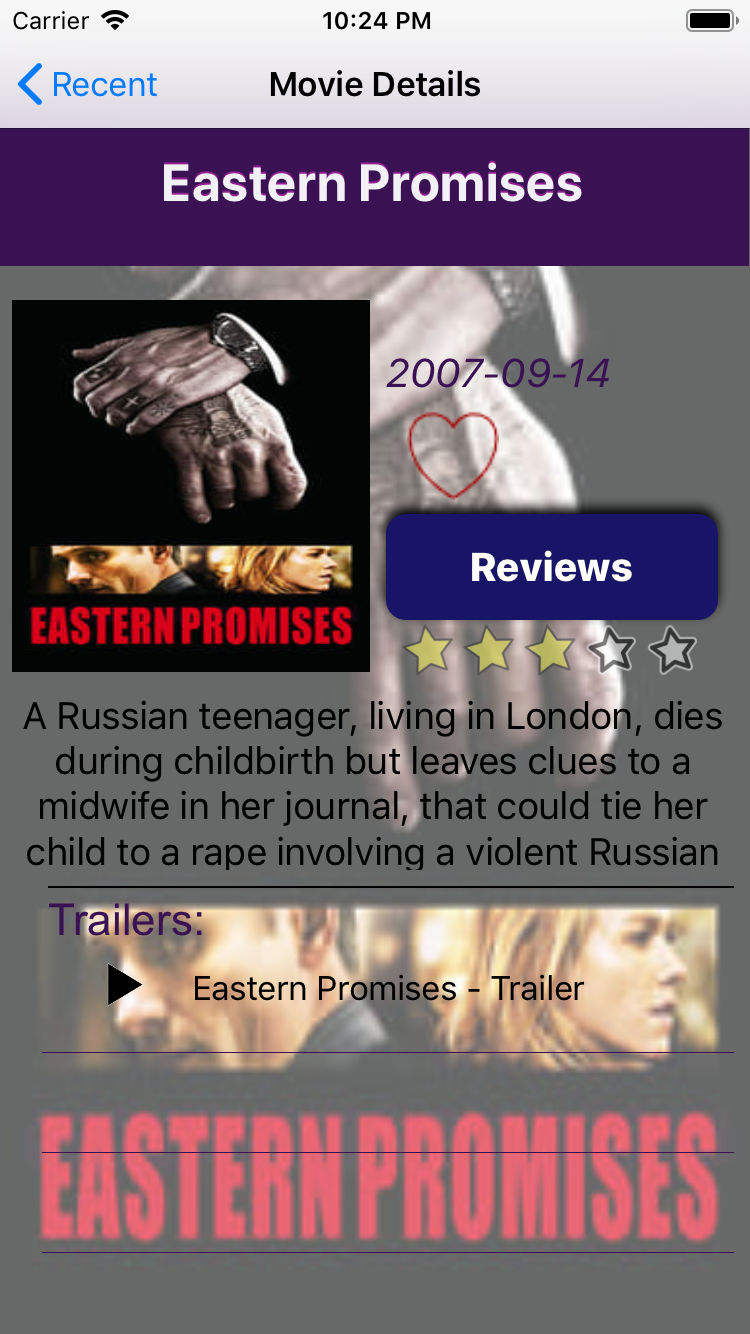 Carrier 10:24 PM
Recent Movie Details
Eastern Promises
2007-09-14
Reviews
EASTERN PROMISES
A Russian teenager, living in London, dies
during childbirth but leaves clues to a
midwife in her journal, that could tie her
child to a rape involving a violent Russian
Trailers:
Eastern Promises - Trailer
EASTERN PROMISES